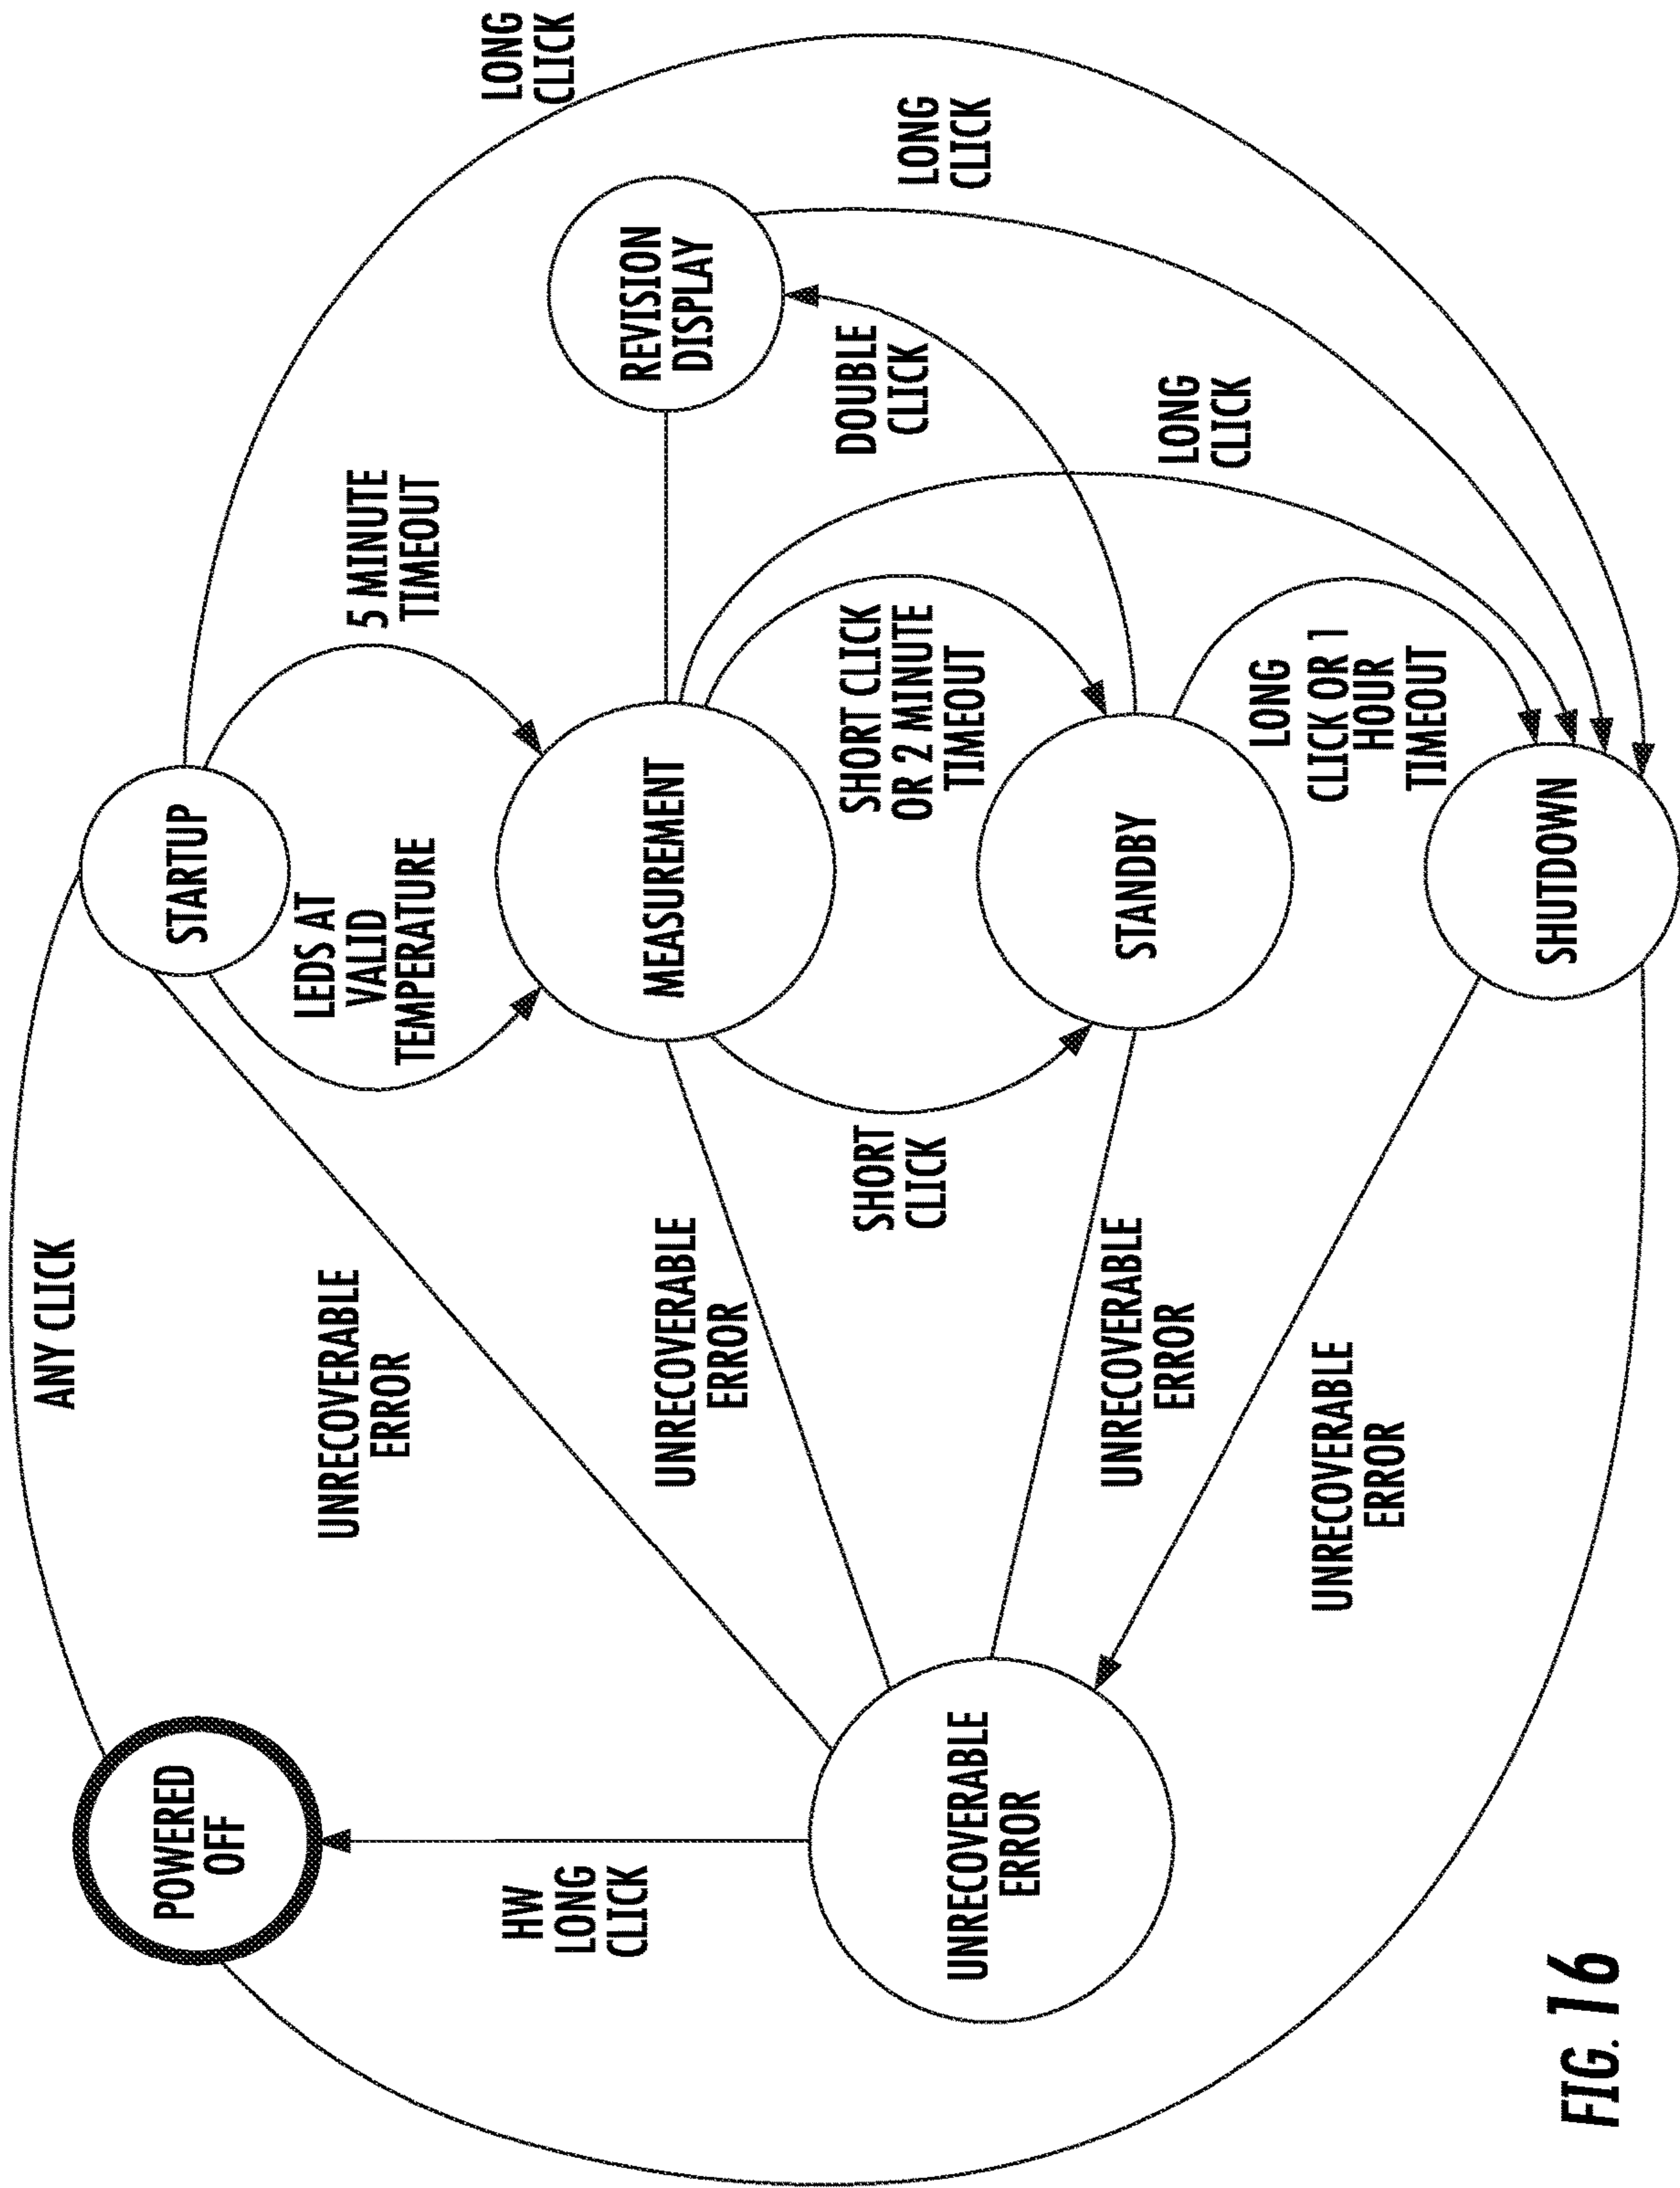 POWERED
OFF
ANY CLICK
STARTUP
LONG
CLICK
5 MINUTE
TIMEOUT
LEDS AT
VALID
TEMPERATURE
UNRECOVERABLE
ERROR
HW
LONG
CLICK
MEASUREMENT
REVISION
DISPLAY
UNRECOVERABLE
ERROR
SHORT
CLICK
SHORT CLICK
OR 2 MINUTE
TIMEOUT
DOUBLE
CLICK
LONG
CLICK
UNRECOVERABLE
ERROR
UNRECOVERABLE
ERROR
STANDBY
LONG
CLICK
LONG
CLICK OR 1
HOUR
TIMEOUT
UNRECOVERABLE
ERROR
SHUTDOWN
FIG. 16